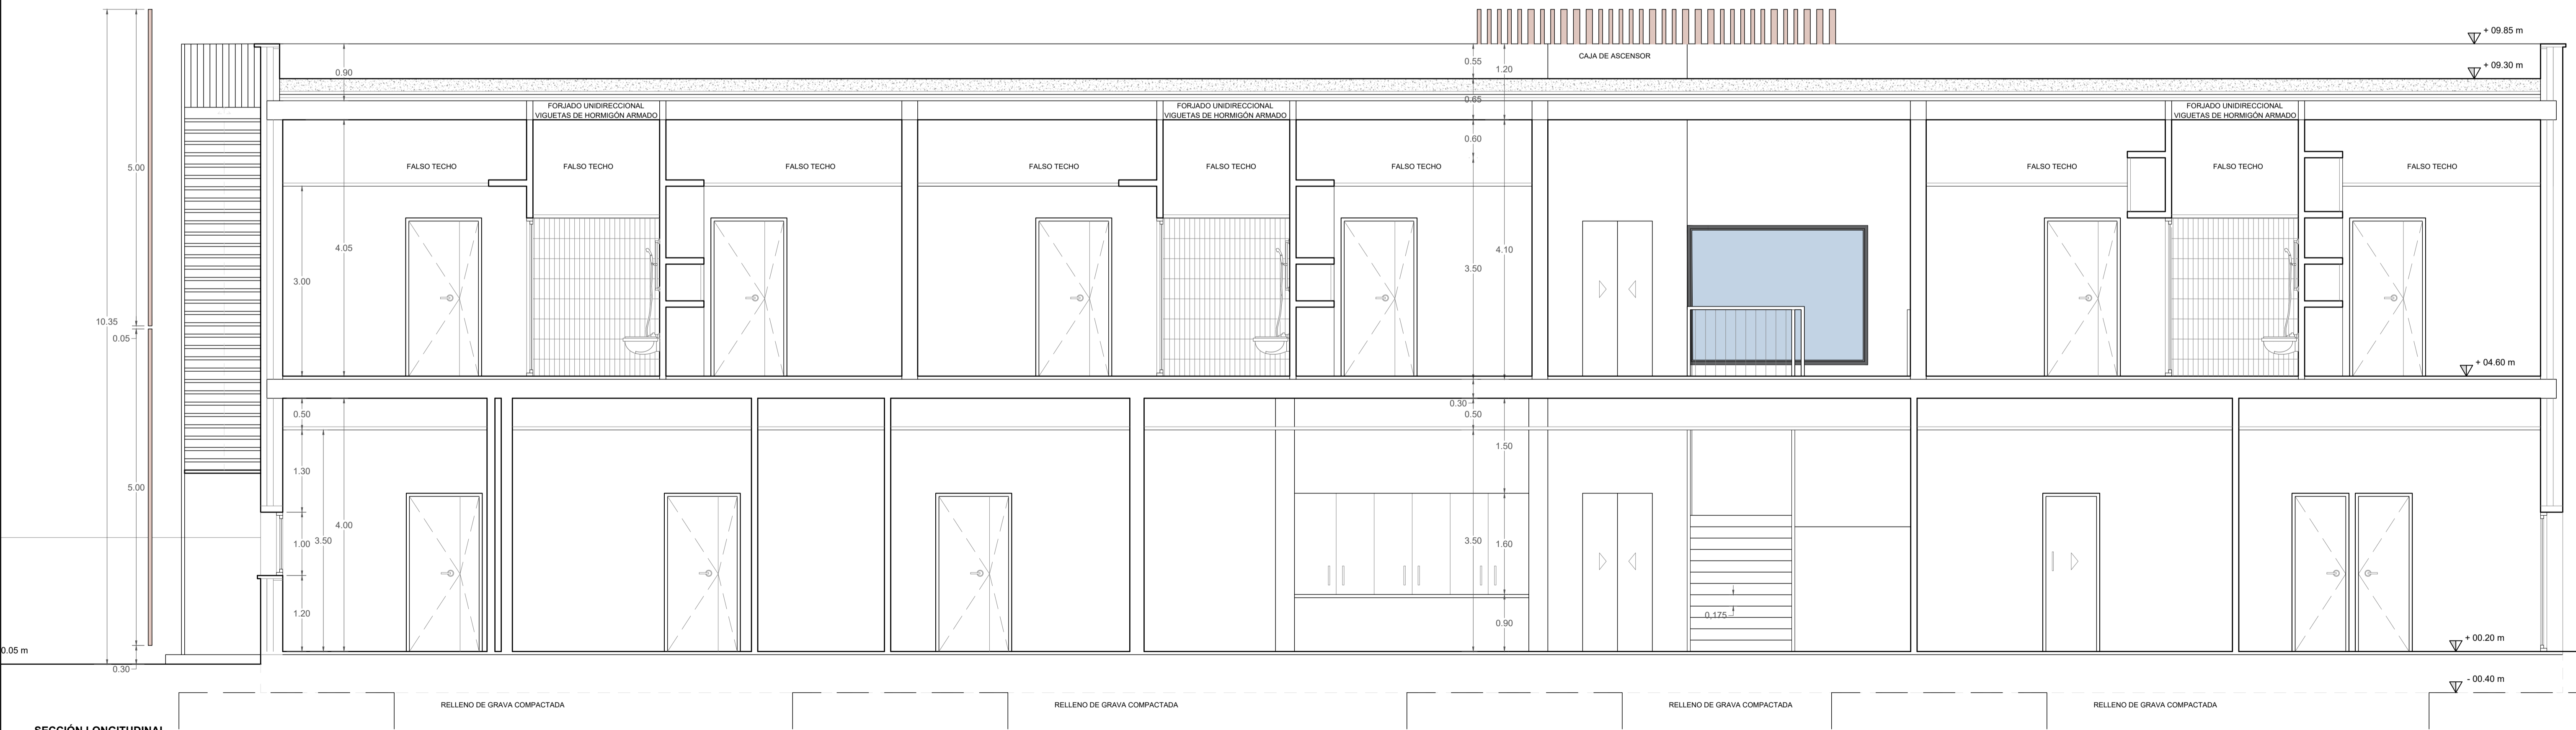 + 09.85 m
CAJA DE ASCENSOR
0.55
1.20
+ 09.30 m
0.90
0.65
FORJADO UNIDIRECCIONAL
VIGUETAS DE HORMIGÓN ARMADO
FORJADO UNIDIRECCIONAL
VIGUETAS DE HORMIGÓN ARMADO
FORJADO UNIDIRECCIONAL
VIGUETAS DE HORMIGÓN ARMADO
0.60
5.00
FALSO TECHO
FALSO TECHO
FALSO TECHO
FALSO TECHO
FALSO TECHO
FALSO TECHO
FALSO TECHO
FALSO TECHO
FALSO TECHO
4.05
4.10
3.50
3.00
10.35
0.05
+ 04.60 m
0.30
0.50
0.50
1.50
1.30
5.00
4.00
1.00
3.50
3.50
1.60
1.20
0,175
0.90
+ 00.20 m
0.05 m
0.30
- 00.40 m
RELLENO DE GRAVA COMPACTADA
RELLENO DE GRAVA COMPACTADA
RELLENO DE GRAVA COMPACTADA
RELLENO DE GRAVA COMPACTADA
SECCIÓN LONGITUDINAL